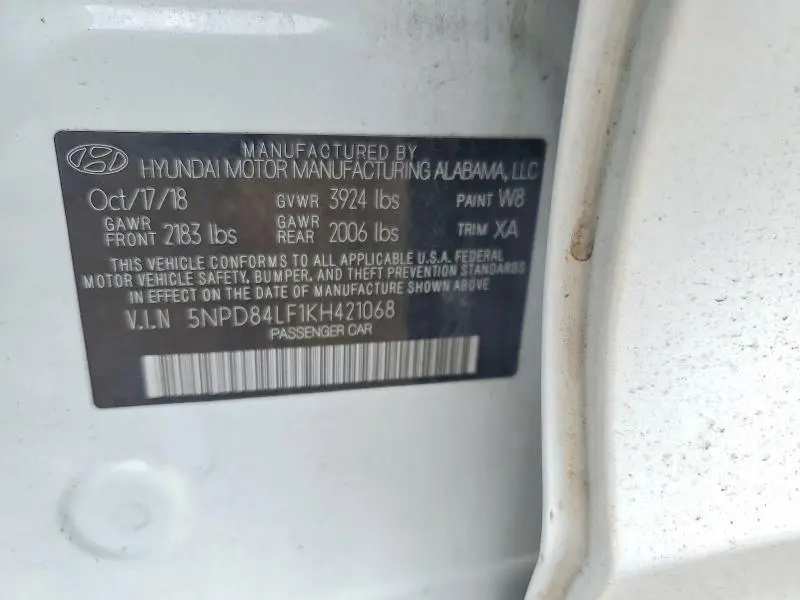 MANUFACTURED BY
HYUNDAI MOTOR MANUFACTURING ALABAMA, LLC
Oct/17/18 GVWR 3924 lbs PAINT W8
GAWR FRONT 2183 lbs GAWR REAR 2006 lbs TRIM XA
THIS VEHICLE CONFORMS TO ALL APPLICABLE U.S.A. FEDERAL
MOTOR VEHICLE SAFETY, BUMPER, AND THEFT PREVENTION STANDARDS
IN EFFECT ON THE DATE OF MANUFACTURE SHOWN ABOVE
V.I.N 5NPD84LF1KH421068
PASSENGER CAR